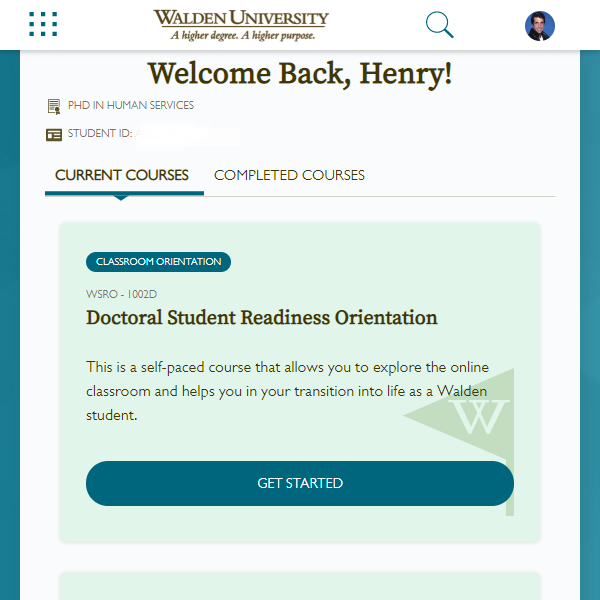 WALDEN UNIVERSITY
A higher degree. A higher purpose.
Welcome Back, Henry!
PHD IN HUMAN SERVICES
STUDENT ID:
CURRENT COURSES COMPLETED COURSES
CLASSROOM ORIENTATION
WSRO - 1002D
Doctoral Student Readiness Orientation
This is a self-paced course that allows you to explore the online
classroom and helps you in your transition into life as a Walden
student.
W
GET STARTED